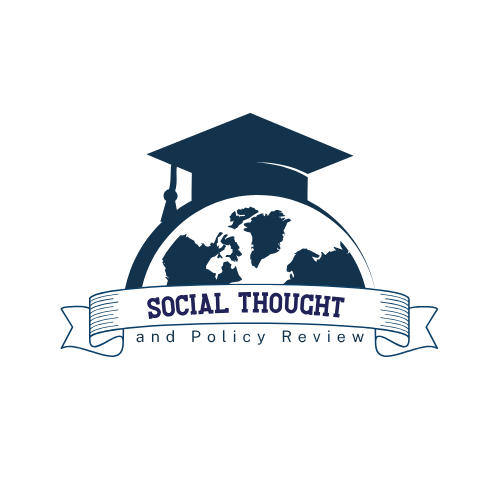 SOCIAL THOUGHT
and Policy Review